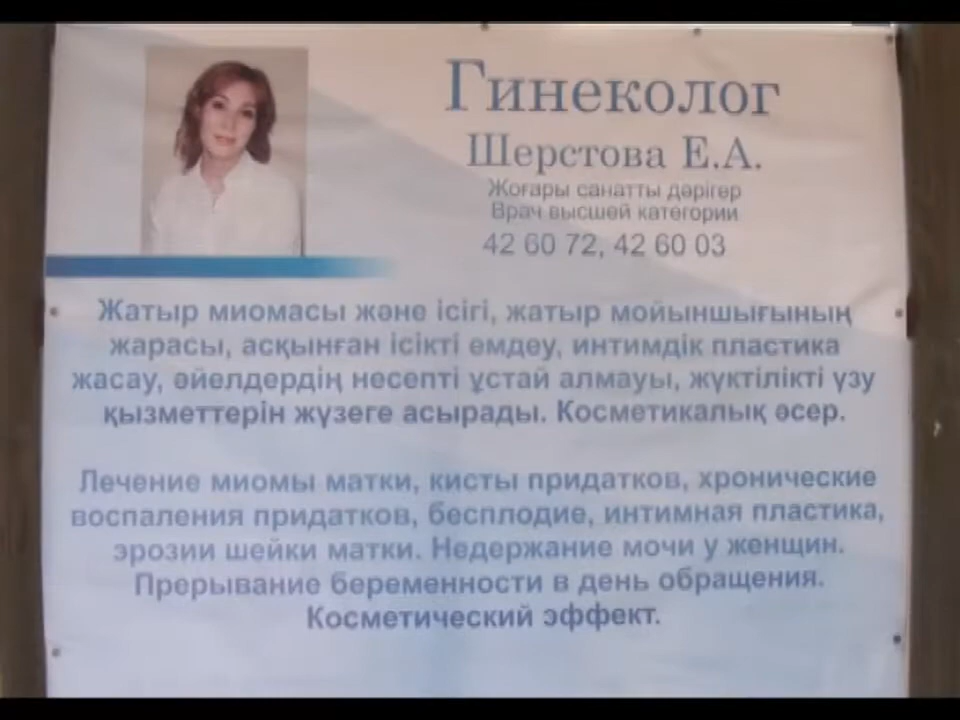 Гинеколог
Шерстова Е.А.
Жоғары санатты дәрігер
Врач высшей категории
42 60 72, 42 60 03
Жатыр миомасы және ісігі, жатыр мойыншығының
жарасы, асқынған ісікті емдеу, интимдік пластика
жасау, әйелдердің несепті ұстай алмауы, жүктілікті үзу
қызметтерін жүзеге асырады. Косметикалық әсер.
Лечение миомы матки, кисты придатков, хронические
воспаления придатков, бесплодие, интимная пластика,
эрозии шейки матки. Недержание мочи у женщин.
Прерывание беременности в день обращения.
Косметический эффект.